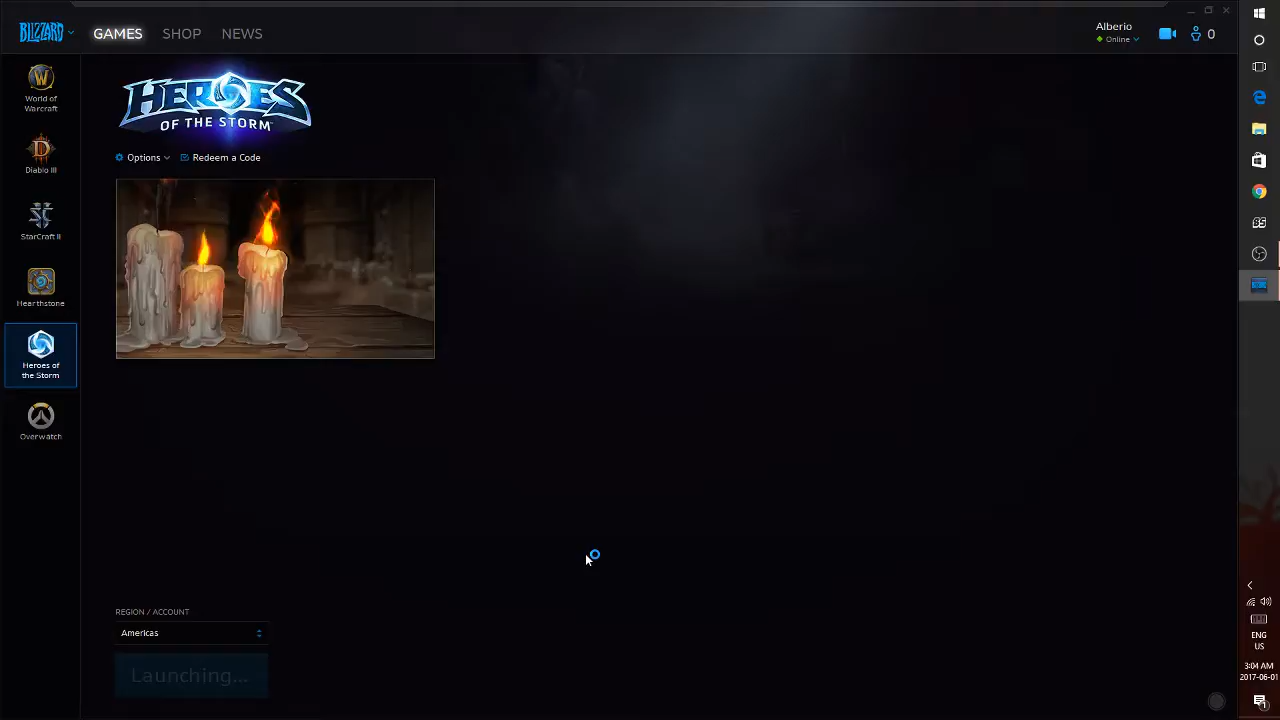 BLIZZARD
GAMES SHOP NEWS
Alberio
Online
0
World of
Warcraft
Diablo III
StarCraft II
Hearthstone
Heroes of
the Storm
Overwatch
HEROES
OF THE STORM
Options Redeem a Code
REGION / ACCOUNT
Americas
Launching...
ENG
US
3:04 AM
2017-06-01